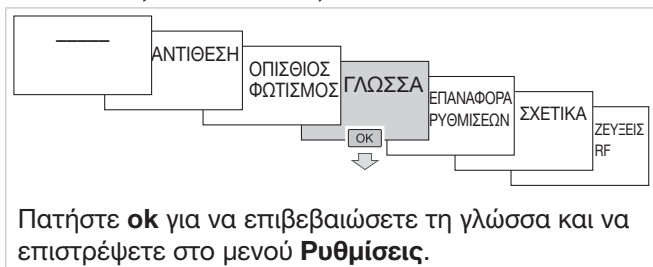 _____
ΑΝΤΙΘΕΣΗ
ΟΠΙΣΘΙΟΣ
ΦΩΤΙΣΜΟΣ
ΓΛΩΣΣΑ
OK
ΕΠΑΝΑΦΟΡΑ
ΡΥΘΜΙΣΕΩΝ
ΣΧΕΤΙΚΑ
ΖΕΥΞΕΙΣ
RF
Πατήστε ok για να επιβεβαιώσετε τη γλώσσα και να
επιστρέψετε στο μενού Ρυθμίσεις.